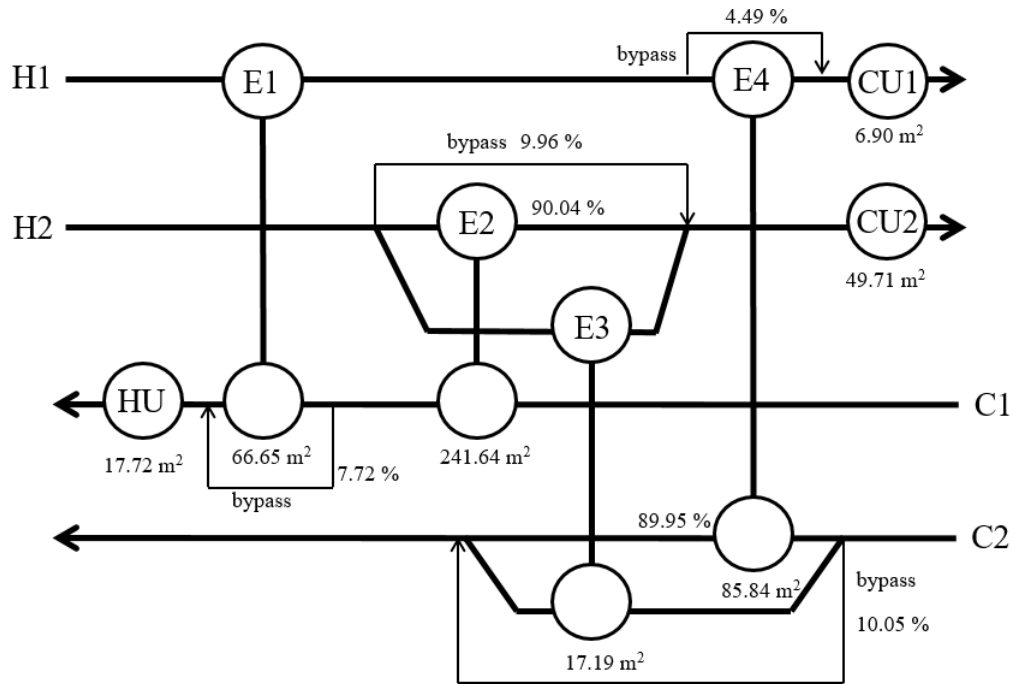 4.49 %
bypass
H1
E1
E4
CU1
6.90 m²
bypass 9.96 %
H2
E2
90.04 %
CU2
49.71 m²
E3
HU
C1
17.72 m²
66.65 m²
7.72 %
241.64 m²
bypass
89.95 %
C2
85.84 m²
bypass
10.05 %
17.19 m²